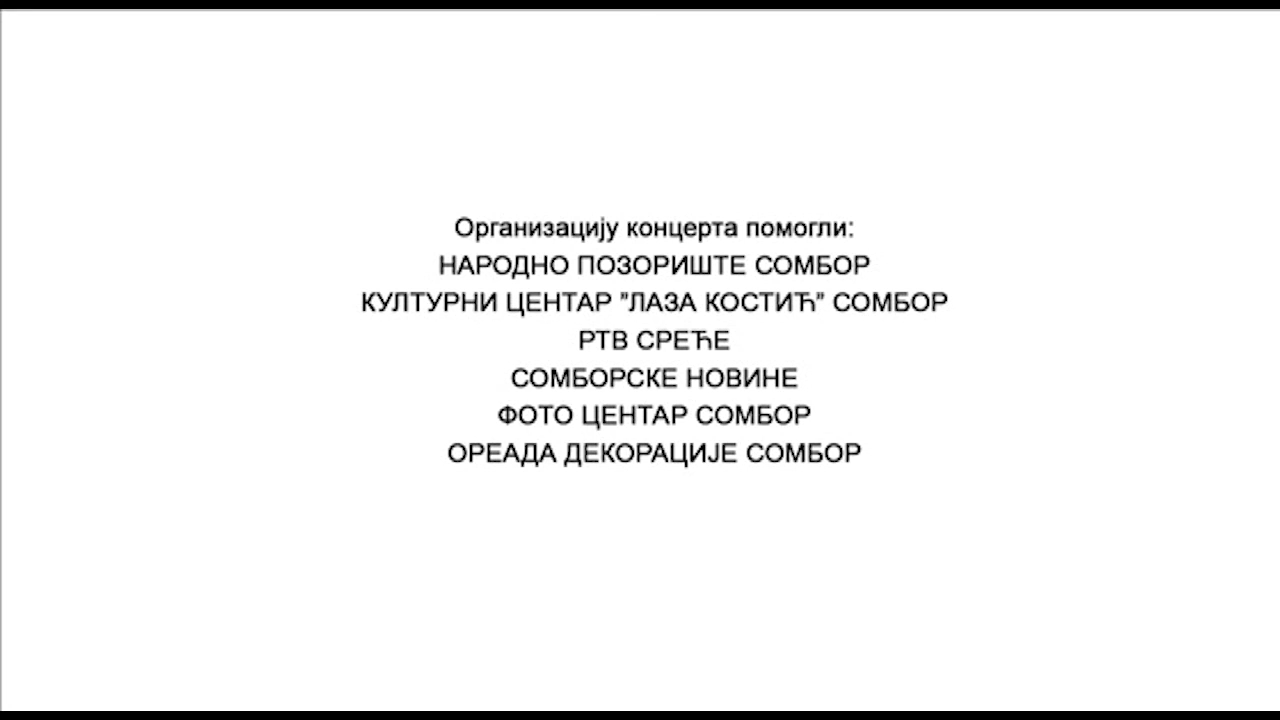 Организацију концерта помогли:
НАРОДНО ПОЗОРИШТЕ СОМБОР
КУЛТУРНИ ЦЕНТАР "ЛАЗА КОСТИЋ" СОМБОР
РТВ СРЕЋЕ
СОМБОРСКЕ НОВИНЕ
ФОТО ЦЕНТАР СОМБОР
ОРЕАДА ДЕКОРАЦИЈЕ СОМБОР